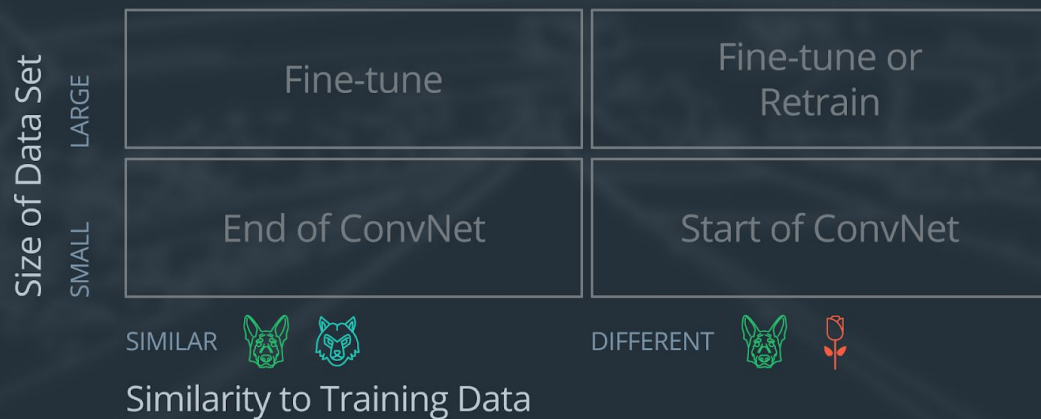 Size of Data Set
LARGE
Fine-tune
Fine-tune or
Retrain
SMALL
End of ConvNet
Start of ConvNet
SIMILAR
DIFFERENT
Similarity to Training Data